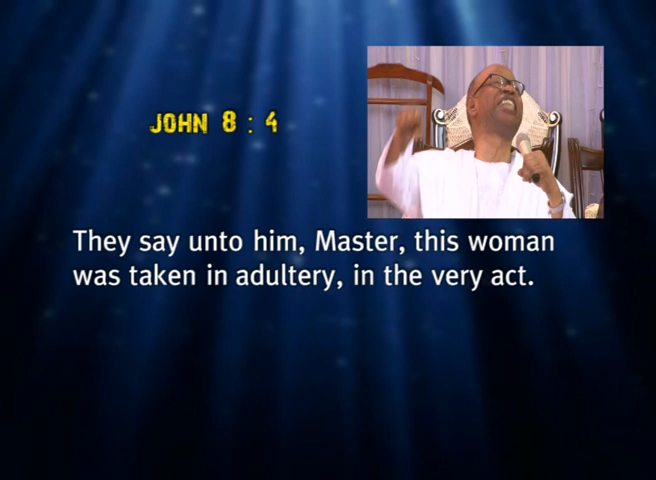 JOHN 8 : 4
They say unto him, Master, this woman
was taken in adultery, in the very act.